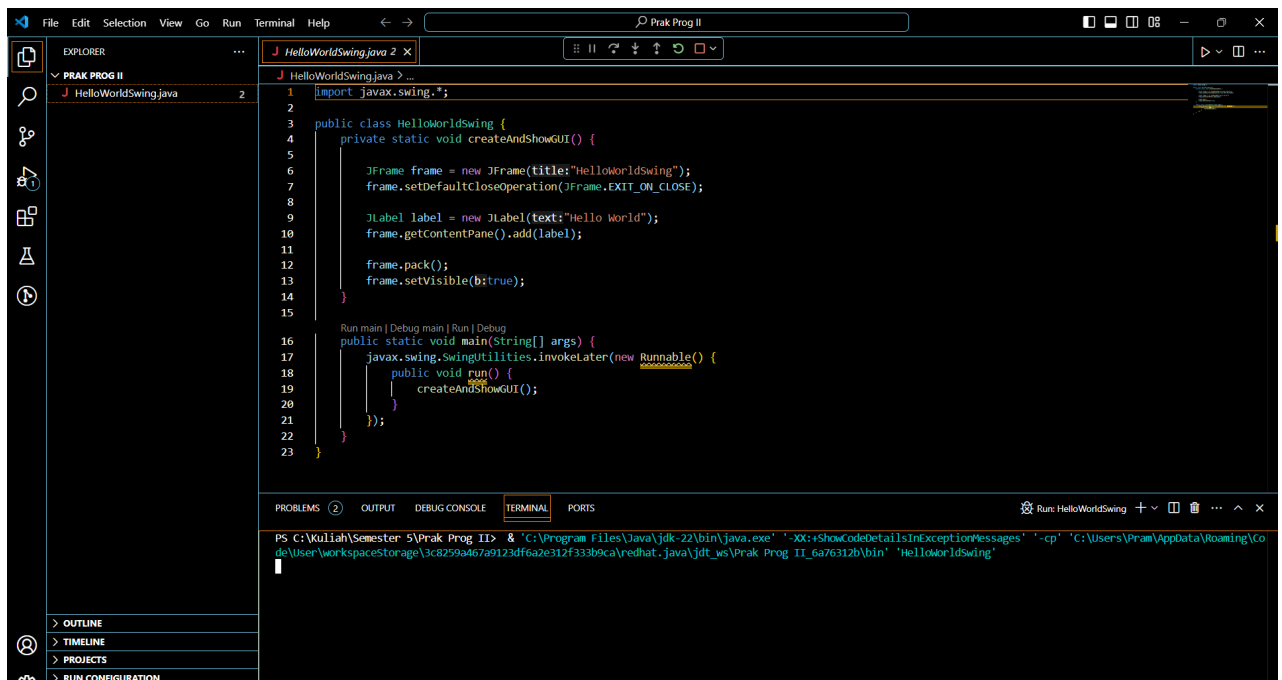 File Edit Selection View Go Run Terminal Help
Prak Prog II
EXPLORER
PRAK PROG II
HelloWorldSwing.java 2
1
OUTLINE
TIMELINE
PROJECTS
RUN CONFIGURATION
J HelloWorldSwing.java 2
J HelloWorldSwing.java > ...
1 import javax.swing.*;
2
3 public class HelloWorldSwing {
4 private static void createAndShowGUI() {
5
6 JFrame frame = new JFrame(title:"HelloWorldSwing");
7 frame.setDefaultCloseOperation(JFrame.EXIT_ON_CLOSE);
8
9 JLabel label = new JLabel(text:"Hello World");
10 frame.getContentPane().add(label);
11
12 frame.pack();
13 frame.setVisible(b:true);
14 }
15
Run main | Debug main | Run | Debug
16 public static void main(String[] args) {
17 javax.swing.SwingUtilities.invokeLater(new Runnable() {
18 public void run() {
19 createAndShowGUI();
20 }
21 });
22 }
23 }
PROBLEMS 2 OUTPUT DEBUG CONSOLE TERMINAL PORTS
Run: HelloWorldSwing
PS C:\Kuliah\Semester 5\Prak Prog II> & 'C:\Program Files\Java\jdk-22\bin\java.exe' '-XX:+ShowCodeDetailsInExceptionMessages' '-cp' 'C:\Users\Pram\AppData\Roaming\Co
de\User\workspaceStorage\3c8259a467a9123df6a2e312f333b9ca\redhat.java\jdt_ws\Prak Prog II_6a76312b\bin' 'HelloWorldSwing'